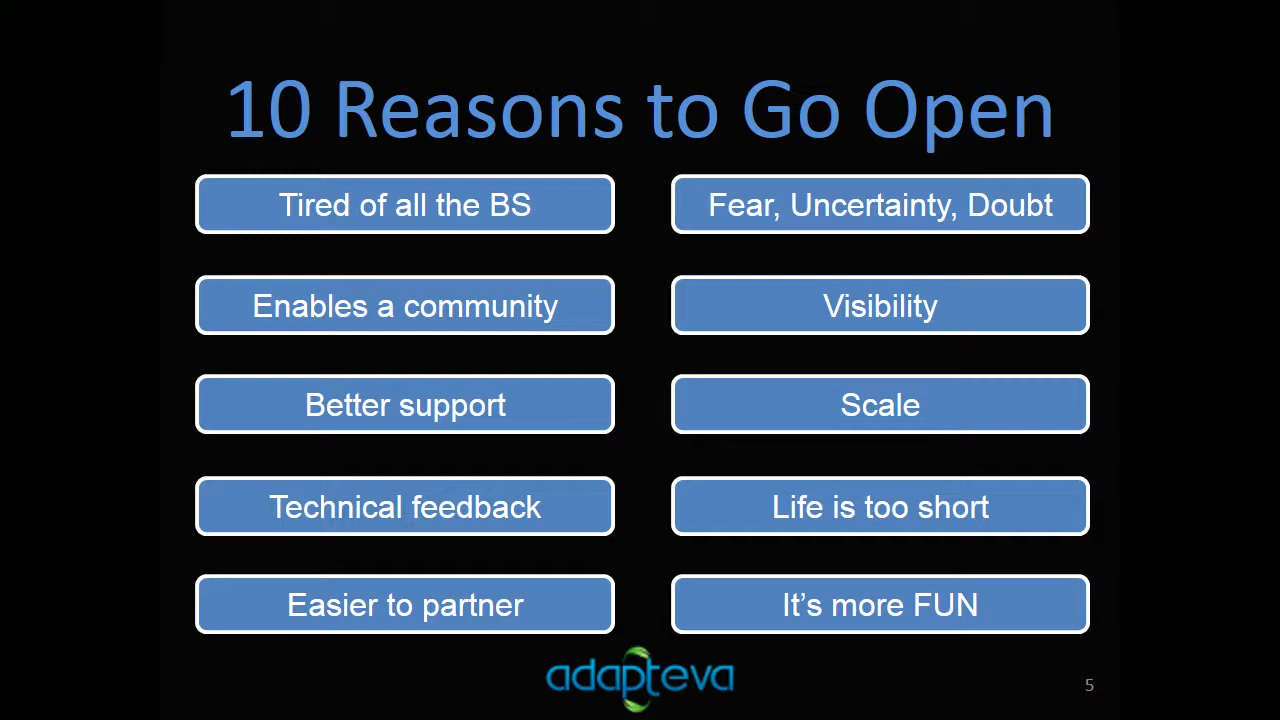 10 Reasons to Go Open
Tired of all the BS
Fear, Uncertainty, Doubt
Enables a community
Visibility
Better support
Scale
Technical feedback
Life is too short
Easier to partner
It’s more FUN
adapteva
5